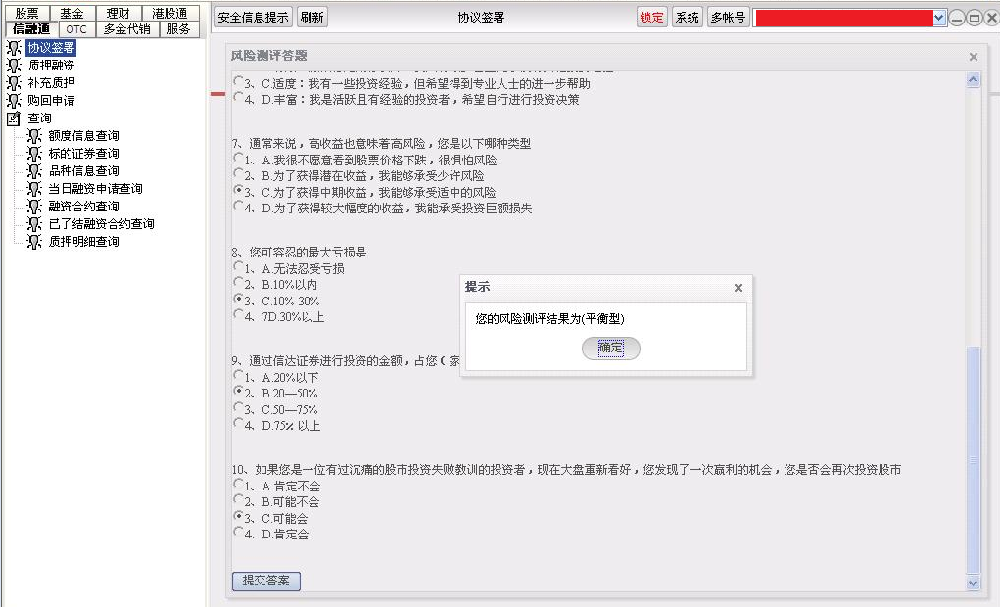 股票 基金 理财 港股通
信融通 OTC 多金代销 服务
安全信息提示 刷新 协议签署 锁定 系统 多帐号
协议签署
质押融资
补充质押
购回申请
查询
额度信息查询
标的证券查询
品种信息查询
当日融资申请查询
融资合约查询
已了结融资合约查询
质押明细查询
风险测评答题
3、C.适度：我有一些投资经验，但希望得到专业人士的进一步帮助
4、D.丰富：我是活跃且有经验的投资者，希望自行进行投资决策
7、通常来说，高收益也意味着高风险，您是以下哪种类型
1、A.我很不愿意看到股票价格下跌，很惧怕风险
2、B.为了获得潜在收益，我能够承受少许风险
3、C.为了获得中期收益，我能够承受适中的风险
4、D.为了获得较大幅度的收益，我能承受投资巨额损失
8、您可容忍的最大亏损是
1、A.无法忍受亏损
2、B.10%以内
3、C.10%-30%
4、7D.30%以上
9、通过信达证券进行投资的金额，占您（家
1、A.20%以下
2、B.20—50%
3、C.50—75%
4、D.75% 以上
10、如果您是一位有过沉痛的股市投资失败教训的投资者，现在大盘重新看好，您发现了一次赢利的机会，您是否会再次投资股市
1、A.肯定不会
2、B.可能不会
3、C.可能会
4、D.肯定会
提交答案
提示
您的风险测评结果为(平衡型)
确定